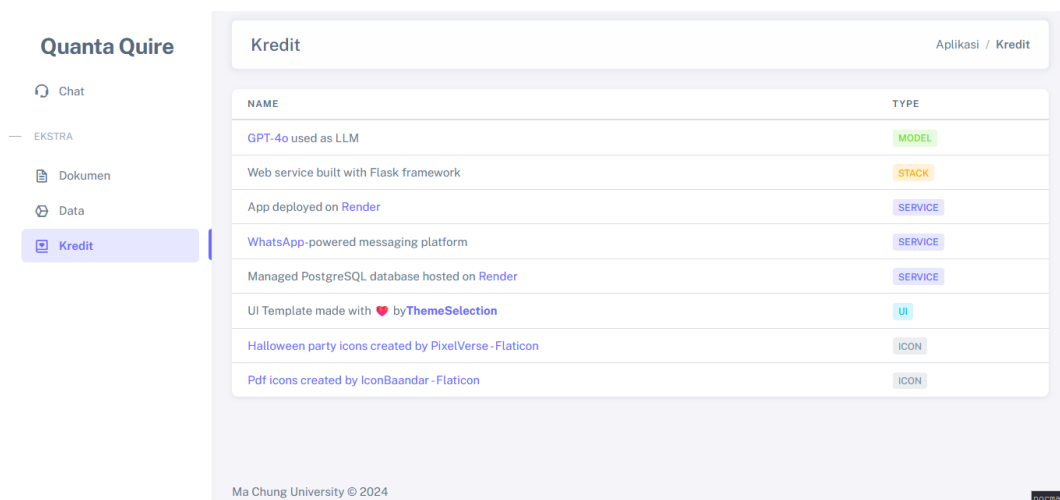 Quanta Quire
Chat
EKSTRA
Dokumen
Data
Kredit
Kredit
Aplikasi / Kredit
NAME TYPE
GPT-4o used as LLM MODEL
Web service built with Flask framework STACK
App deployed on Render SERVICE
WhatsApp-powered messaging platform SERVICE
Managed PostgreSQL database hosted on Render SERVICE
UI Template made with ❤️ byThemeSelection UI
Halloween party icons created by PixelVerse - Flaticon ICON
Pdf icons created by IconBaandar - Flaticon ICON
Ma Chung University © 2024